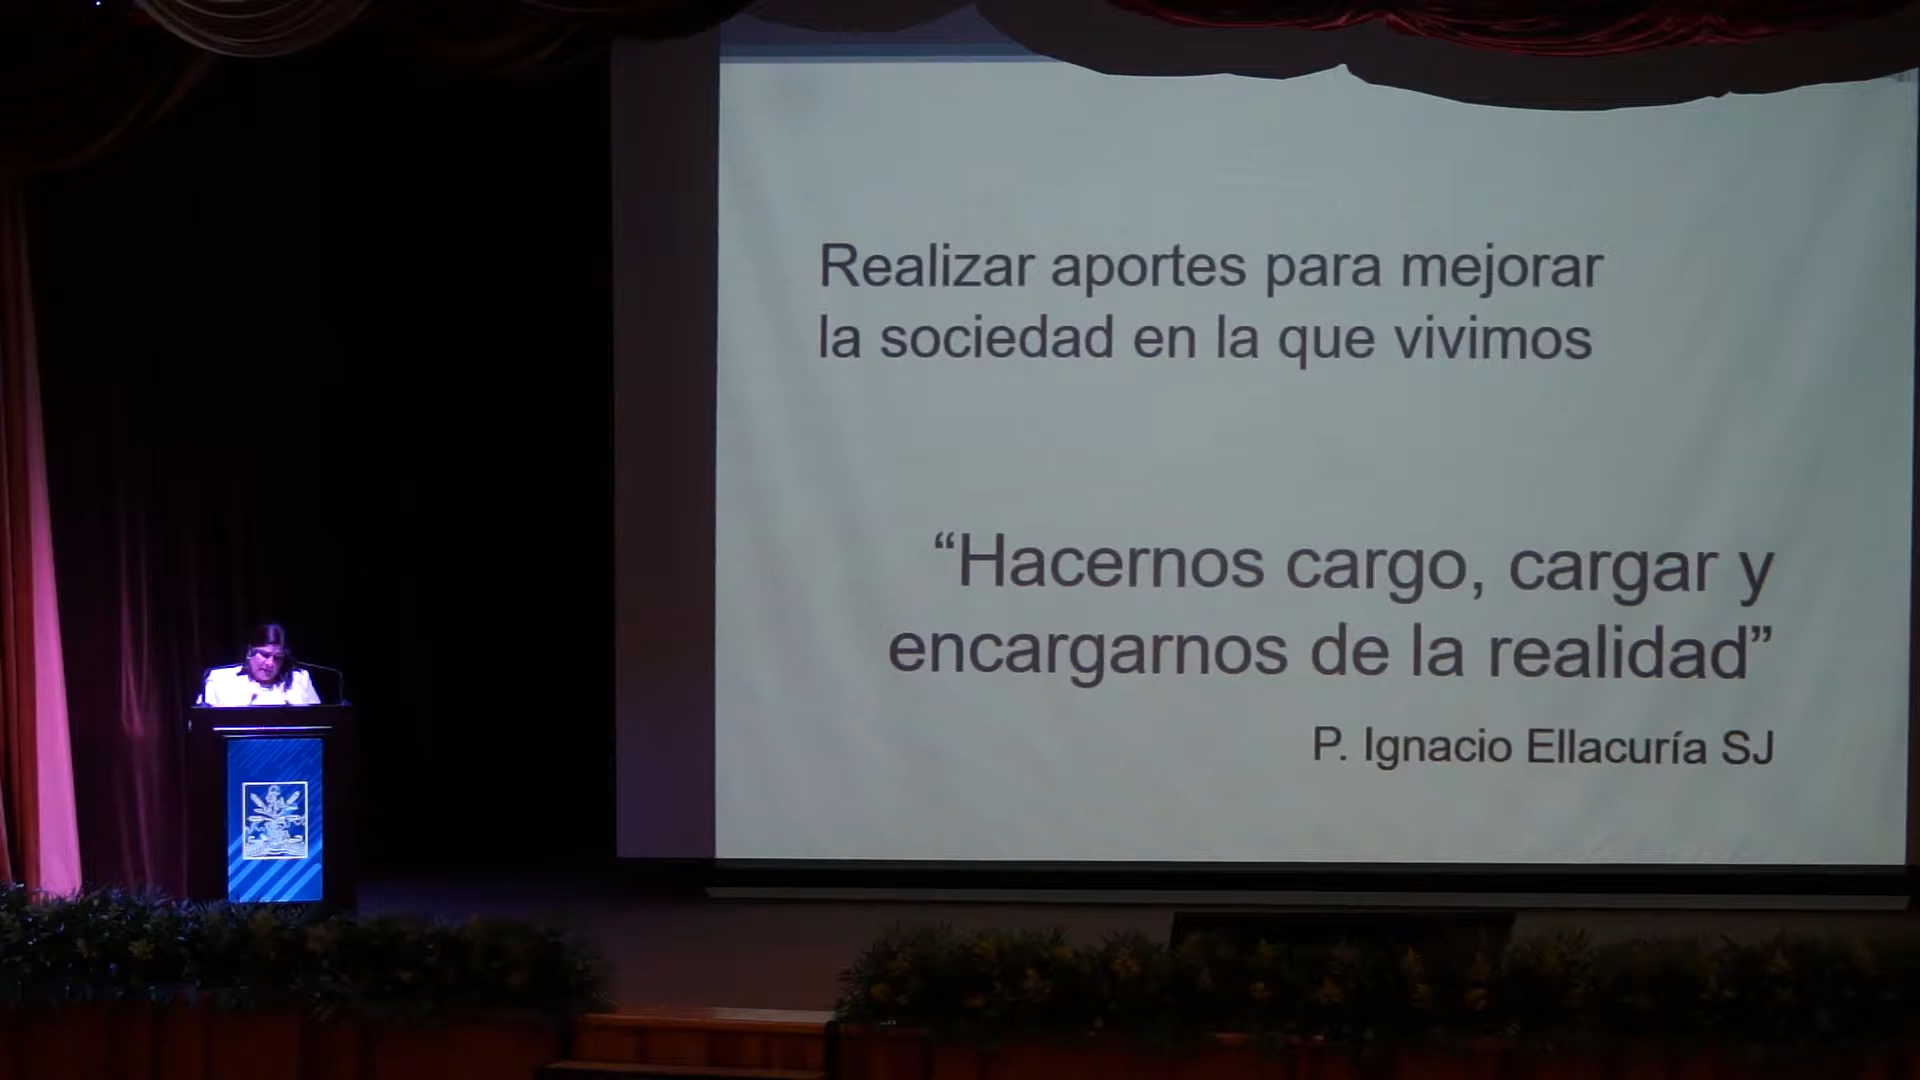 Realizar aportes para mejorar
la sociedad en la que vivimos
“Hacernos cargo, cargar y
encargarnos de la realidad”
P. Ignacio Ellacuría SJ